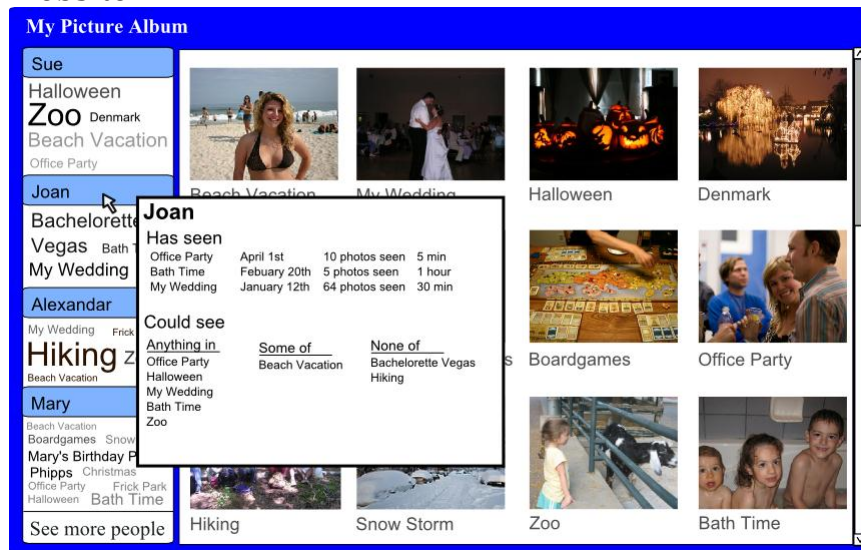 My Picture Album
Sue
Halloween
Zoo Denmark
Beach Vacation
Office Party
Joan
Bachelorette
Vegas Bath
My Wedding
Alexandar
My Wedding Frick
Hiking
Beach Vacation
Mary
Beach Vacation
Boardgames Snow
Mary's Birthday P
Phipps Christmas
Office Party Frick Park
Halloween Bath Time
See more people
Beach Vacation
My Wedding
Halloween
Denmark
Joan
Has seen
Office Party April 1st 10 photos seen 5 min
Bath Time Febuary 20th 5 photos seen 1 hour
My Wedding January 12th 64 photos seen 30 min
Could see
Anything in Some of None of
Office Party Beach Vacation Bachelorette Vegas
Halloween Hiking
My Wedding
Bath Time
Zoo
s Boardgames
Office Party
Hiking
Snow Storm
Zoo
Bath Time